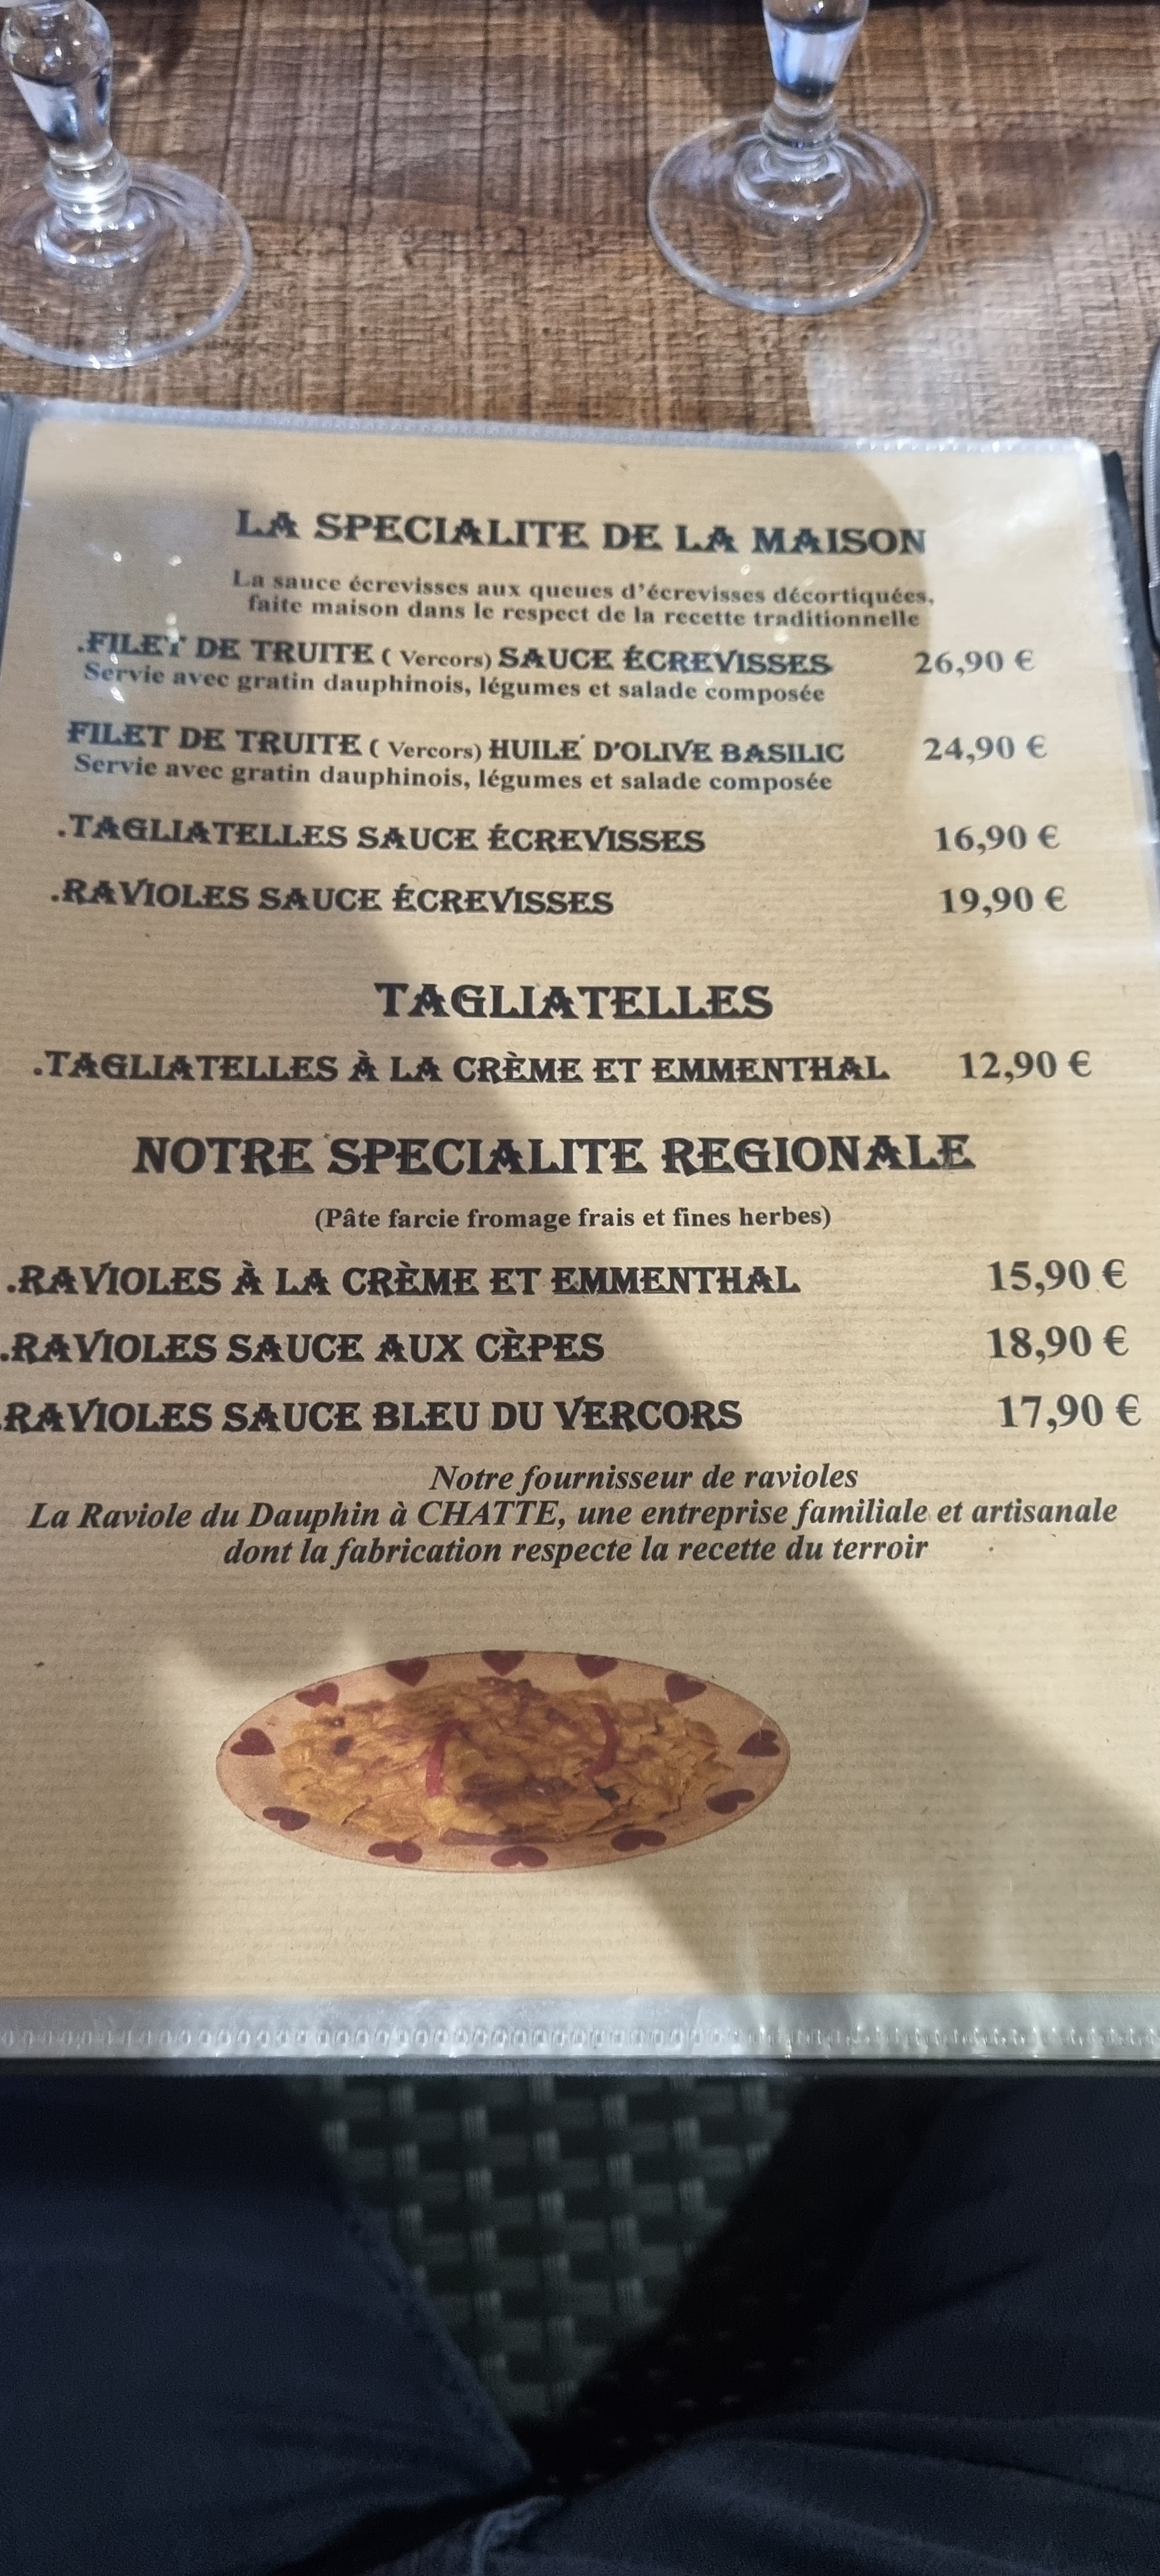 LA SPECIALITE DE LA MAISON
La sauce écrevisses aux queues d'écrevisses décortiquées,
faite maison dans le respect de la recette traditionnelle
.FILET DE TRUITE ( Vercors) SAUCE ÉCREVISSES 26,90 €
Servie avec gratin dauphinois, légumes et salade composée
FILET DE TRUITE ( Vercors) HUILE D'OLIVE BASILIC 24,90 €
Servie avec gratin dauphinois, légumes et salade composée
.TAGLIATELLES SAUCE ÉCREVISSES 16,90 €
.RAVIOLES SAUCE ÉCREVISSES 19,90 €
TAGLIATELLES
.TAGLIATELLES À LA CRÈME ET EMMENTHAL 12,90 €
NOTRE SPECIALITE REGIONALE
(Pâte farcie fromage frais et fines herbes)
.RAVIOLES À LA CRÈME ET EMMENTHAL 15,90 €
.RAVIOLES SAUCE AUX CÈPES 18,90 €
.RAVIOLES SAUCE BLEU DU VERCORS 17,90 €
Notre fournisseur de ravioles
La Raviole du Dauphin à CHATTE, une entreprise familiale et artisanale
dont la fabrication respecte la recette du terroir